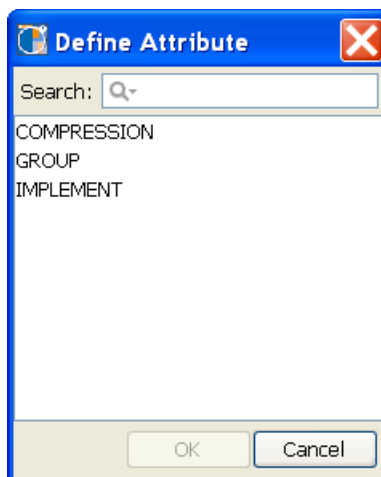 Define Attribute
Search:
COMPRESSION
GROUP
IMPLEMENT
OK Cancel